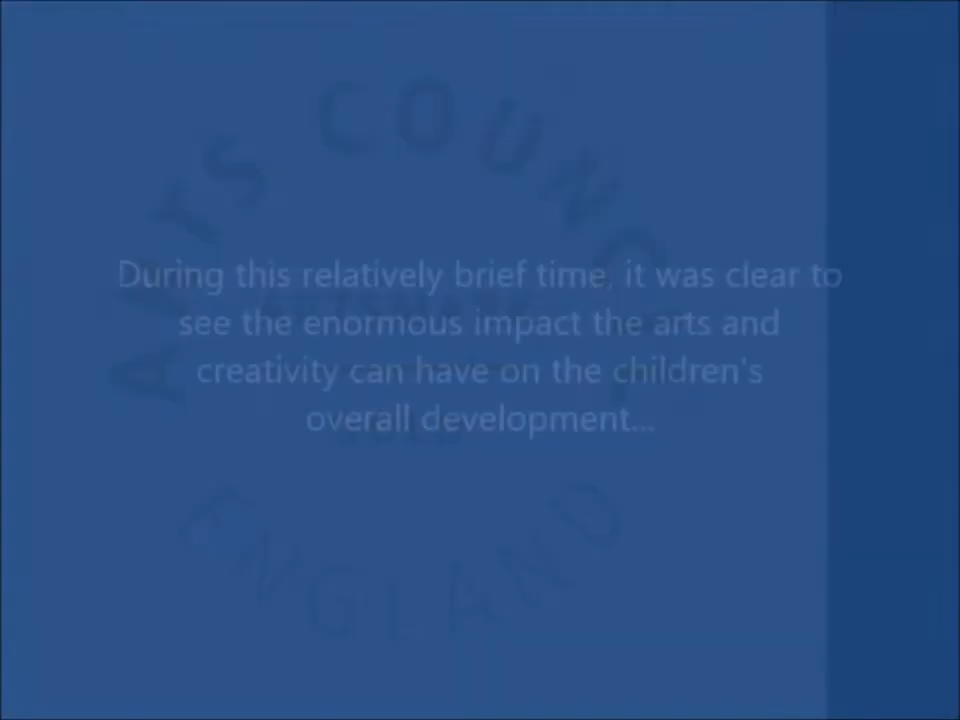 ARTS COUNCIL
During this relatively brief time, it was clear to
see the enormous impact the arts and
creativity can have on the children's
overall development...
ENGLAND